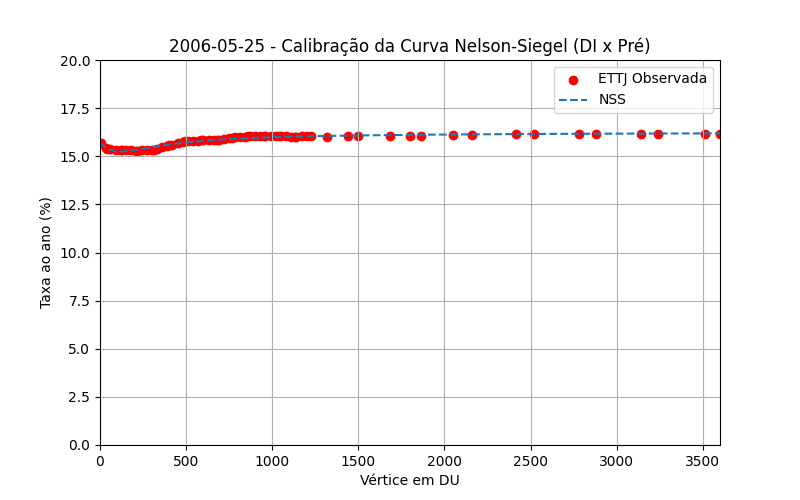 2006-05-25 - Calibração da Curva Nelson-Siegel (DI x Pré)
ETTJ Observada
NSS
Taxa ao ano (%)
20.0
17.5
15.0
12.5
10.0
7.5
5.0
2.5
0.0
0 500 1000 1500 2000 2500 3000 3500
Vértice em DU